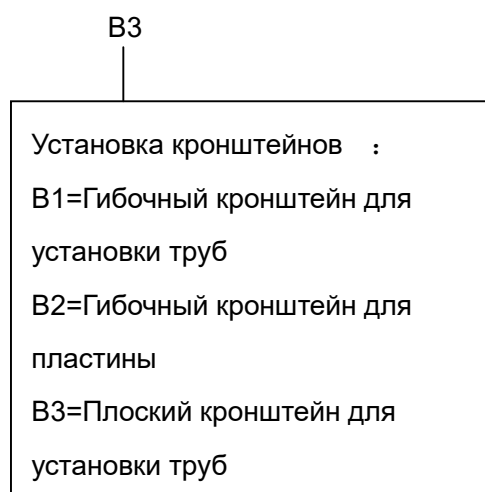 B3
Установка кронштейнов ：
B1=Гибочный кронштейн для
установки труб
B2=Гибочный кронштейн для
пластины
B3=Плоский кронштейн для
установки труб